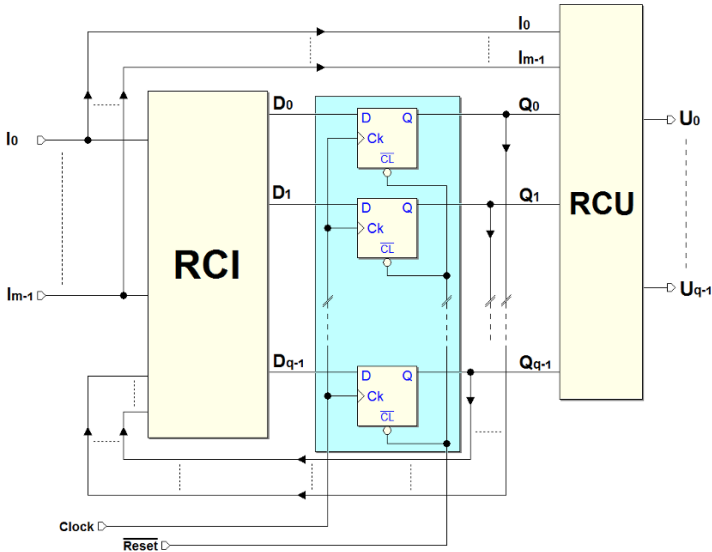 I0
Im-1
RCU
D0
Q0
D Q
Ck
CL
U0
I0
D1
Q1
D Q
Ck
CL
RCI
Im-1
Uq-1
Dq-1
Qq-1
D Q
Ck
CL
Clock
Reset